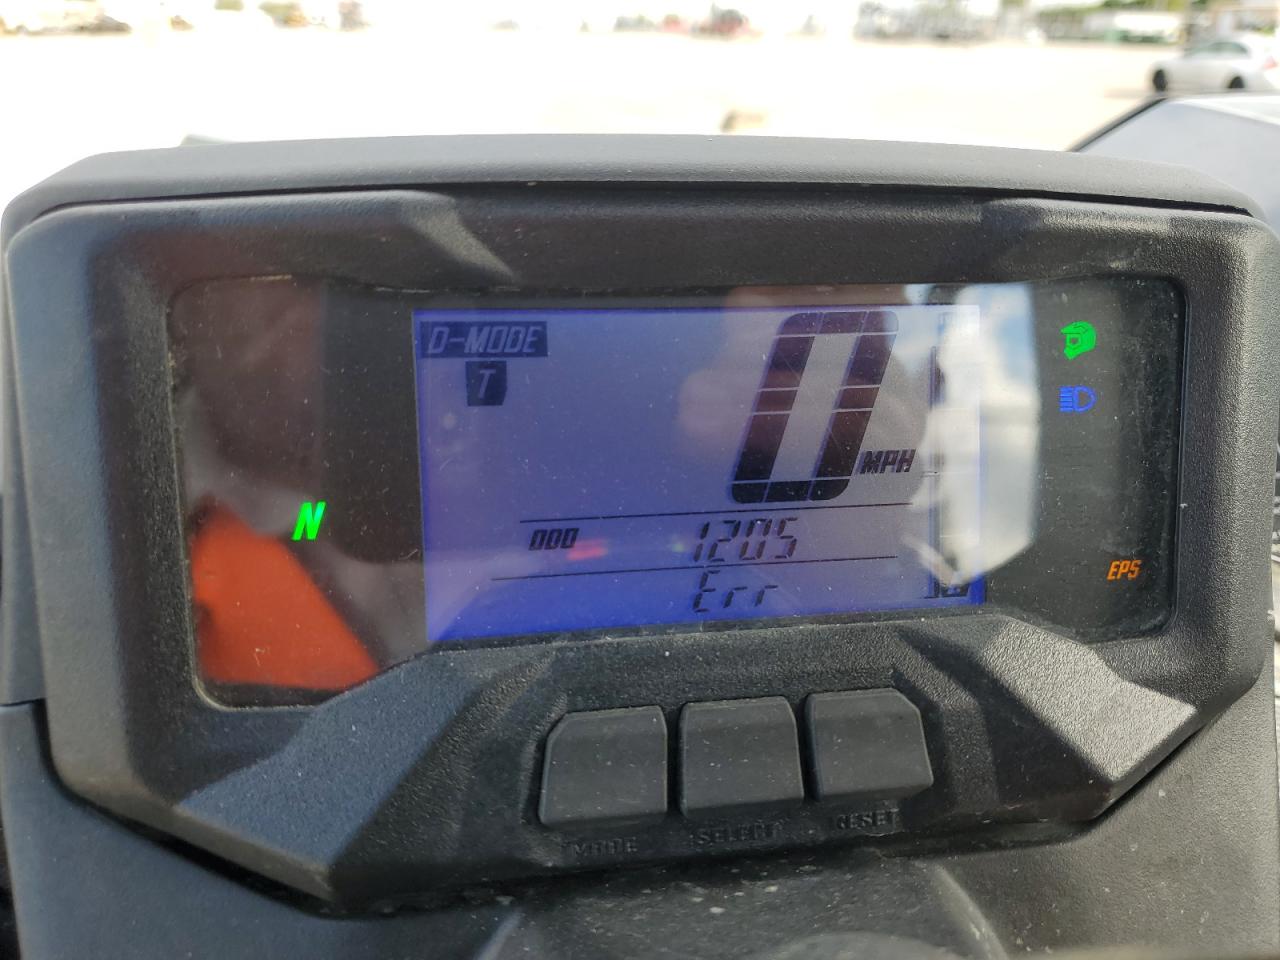 D-MODE
T
0 MPH
N
000 1205
Err
EPS
MODE SELECT RESET